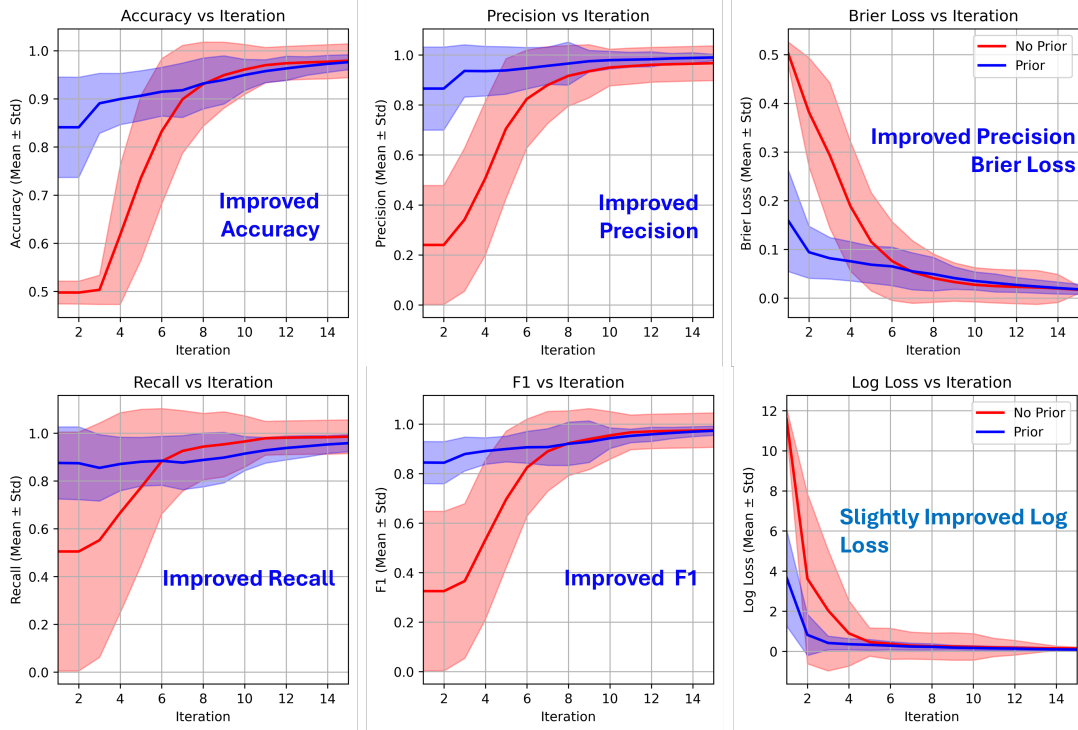 Accuracy vs Iteration
Accuracy (Mean ± Std)
1.0
0.9
0.8
0.7
0.6
0.5
Improved
Accuracy
2 4 6 8 10 12 14
Iteration
Precision vs Iteration
Precision (Mean ± Std)
1.0
0.8
0.6
0.4
0.2
0.0
Improved
Precision
2 4 6 8 10 12 14
Iteration
Brier Loss vs Iteration
Brier Loss (Mean ± Std)
0.5
0.4
0.3
0.2
0.1
0.0
No Prior
Prior
Improved Precision
Brier Loss
2 4 6 8 10 12 14
Iteration
Recall vs Iteration
Recall (Mean ± Std)
1.0
0.8
0.6
0.4
0.2
0.0
Improved Recall
2 4 6 8 10 12 14
Iteration
F1 vs Iteration
F1 (Mean ± Std)
1.0
0.8
0.6
0.4
0.2
0.0
Improved F1
2 4 6 8 10 12 14
Iteration
Log Loss vs Iteration
Log Loss (Mean ± Std)
12
10
8
6
4
2
0
No Prior
Prior
Slightly Improved Log
Loss
2 4 6 8 10 12 14
Iteration